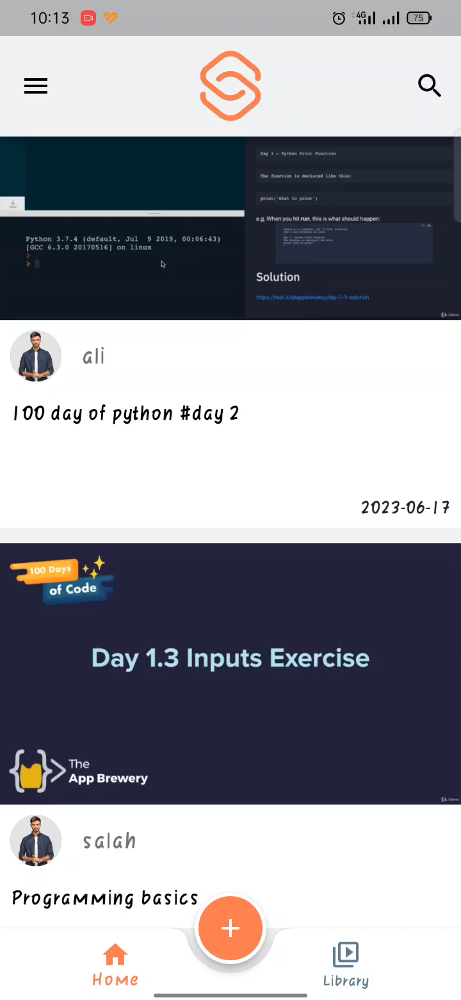 10:13
4G
75
Day 1 - Python Print Function
The function is declared like this:
print('what to print')
e.g. When you hit run, this is what should happen:
Python 3.7.4 (default, Jul 9 2019, 00:06:43)
[GCC 6.3.0 20170516] on linux
Solution
https://repl.it/@appbrewery/day-1-1-solution
Udemy
ali
100 day of python #day 2
2023-06-17
100 Days
of Code
Day 1.3 Inputs Exercise
The
App Brewery
Udemy
salah
Programming basics
Home
Library